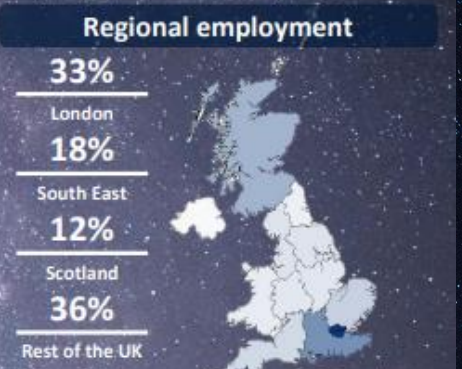 Regional employment
33%
London
18%
South East
12%
Scotland
36%
Rest of the UK